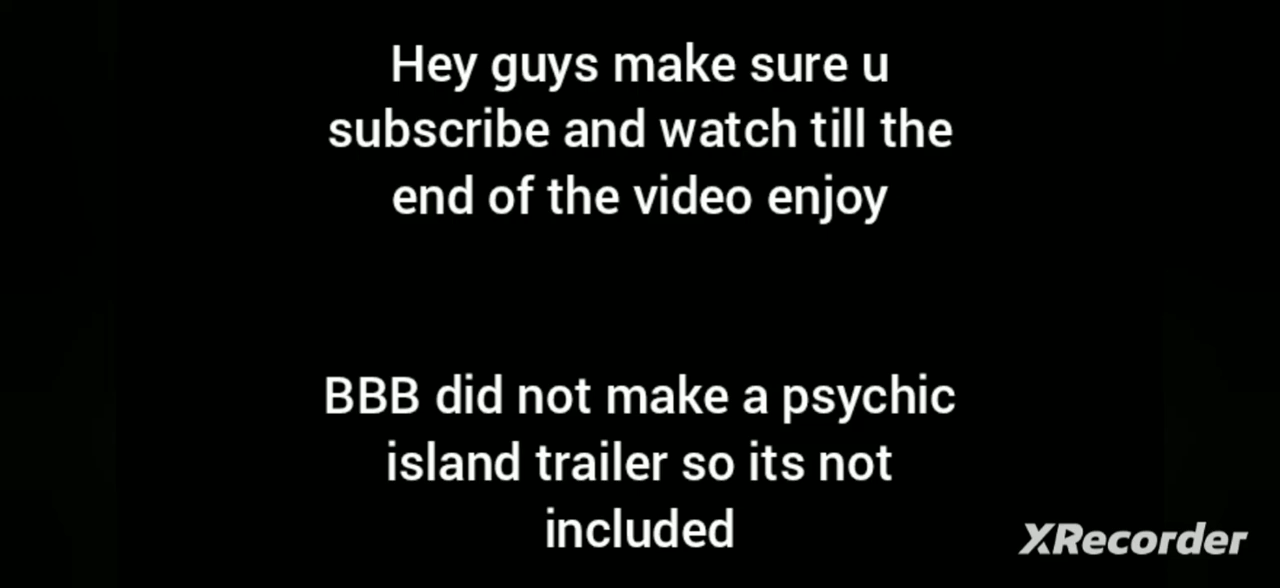 Hey guys make sure u
subscribe and watch till the
end of the video enjoy
BBB did not make a psychic
island trailer so its not
included
XRecorder